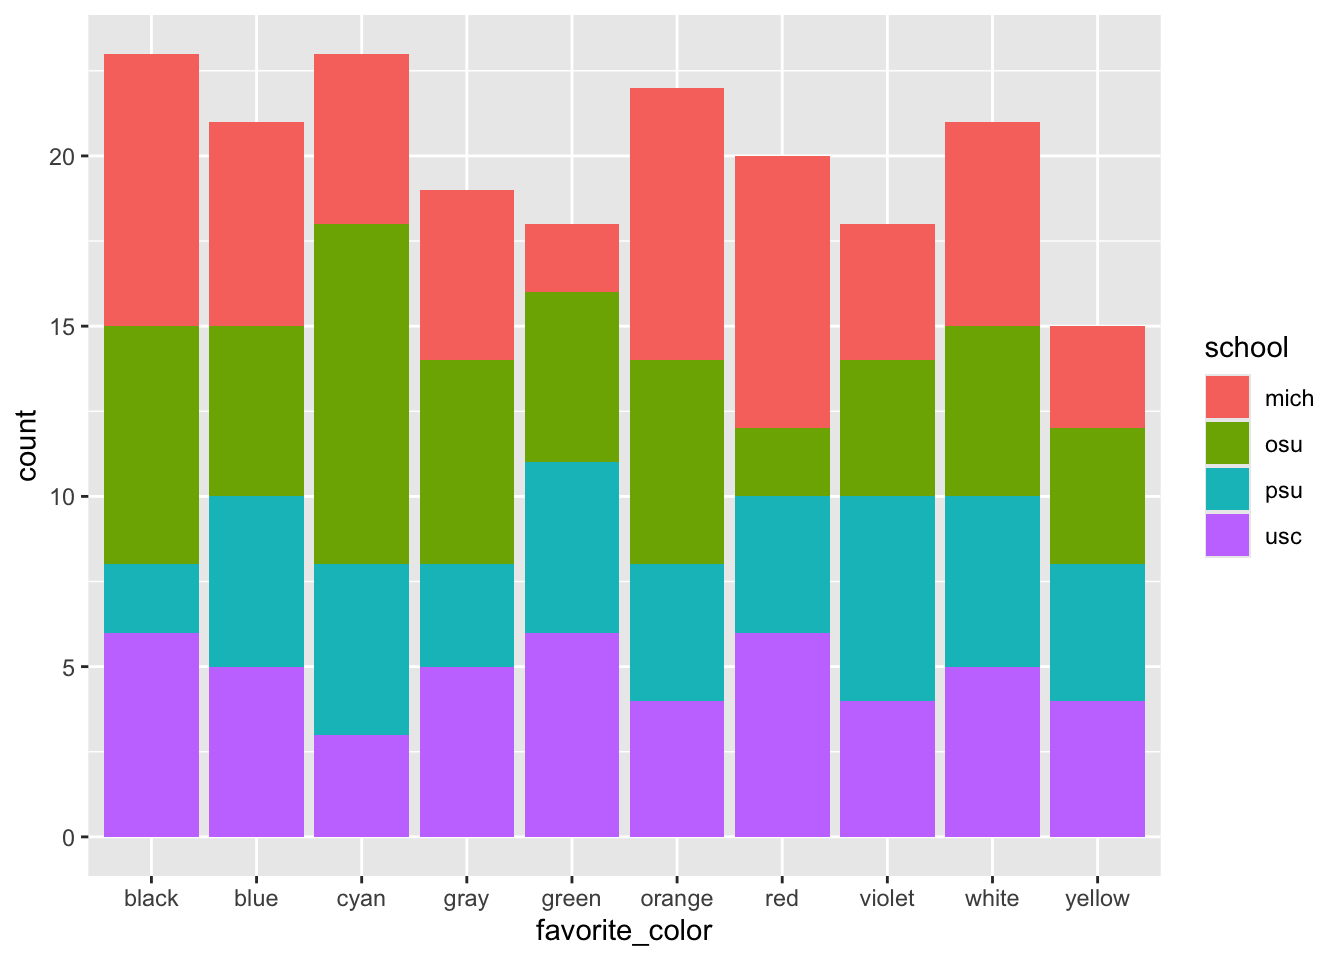 20
15
10
5
0
count
black blue cyan gray green orange red violet white yellow
favorite_color
school
mich
osu
psu
usc